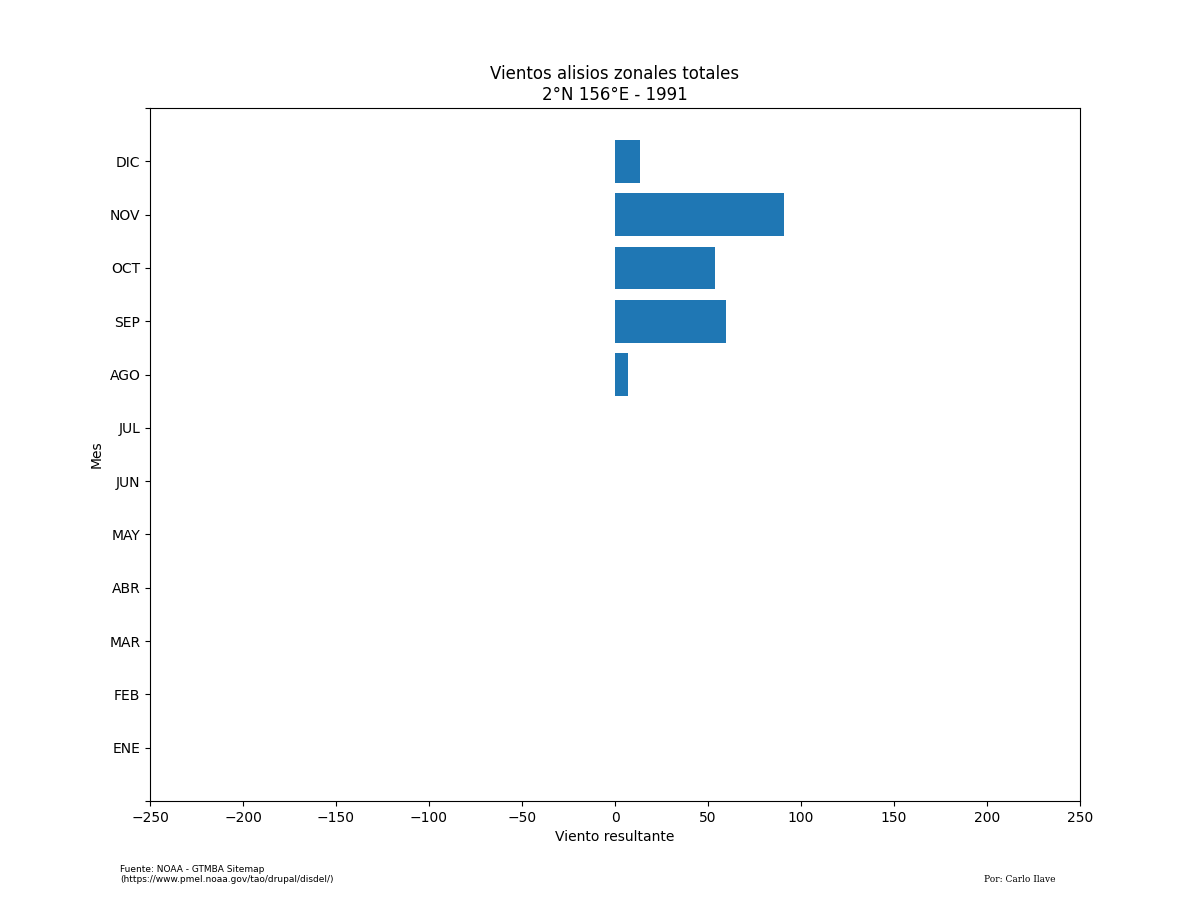 Vientos alisios zonales totales
2°N 156°E - 1991
DIC
NOV
OCT
SEP
AGO
JUL
JUN
MAY
ABR
MAR
FEB
ENE
Mes
−250 −200 −150 −100 −50 0 50 100 150 200 250
Viento resultante
Fuente: NOAA - GTMBA Sitemap
(https://www.pmel.noaa.gov/tao/drupal/disdel/)
Por: Carlo Ilave